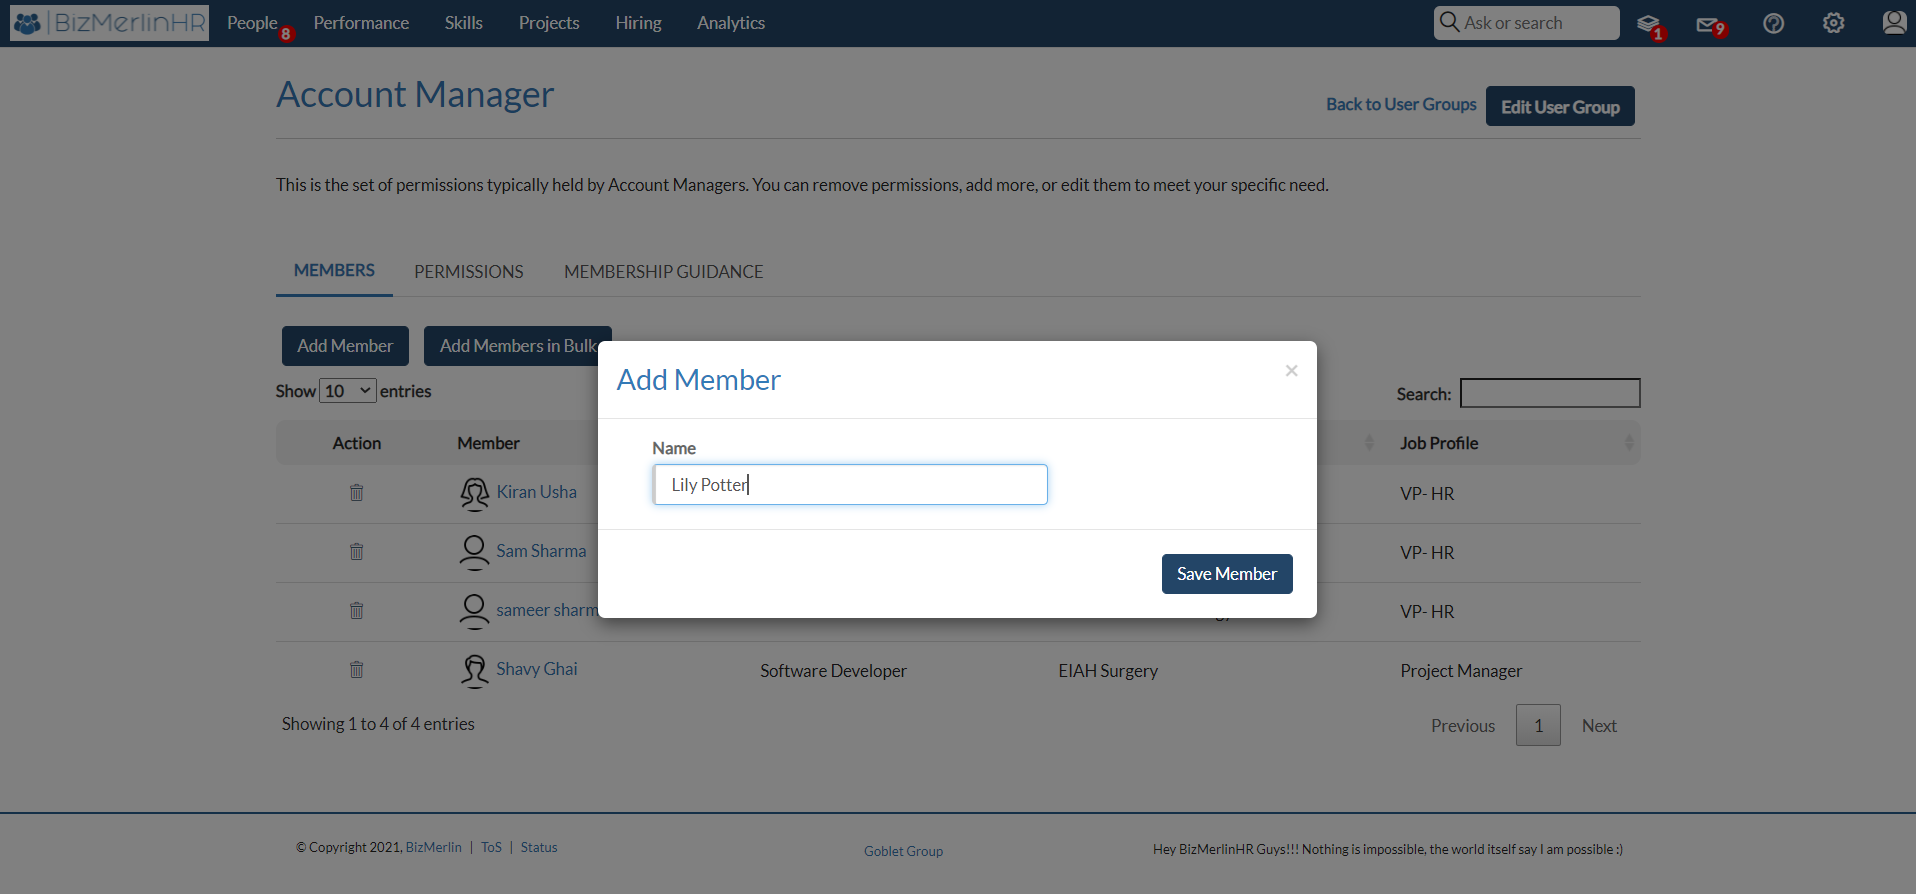 BizMerlinHR People 8 Performance Skills Projects Hiring Analytics Ask or search 1 9
Account Manager
Back to User Groups Edit User Group
This is the set of permissions typically held by Account Managers. You can remove permissions, add more, or edit them to meet your specific need.
MEMBERS PERMISSIONS MEMBERSHIP GUIDANCE
Add Member Add Members in Bulk
Add Member ×
Show 10 entries Search:
Action Member Job Profile
Name
Lily Potter
Kiran Usha VP- HR
Sam Sharma VP- HR
Save Member
sameer sharm VP- HR
Shavy Ghai Software Developer EIAH Surgery Project Manager
Showing 1 to 4 of 4 entries Previous 1 Next
© Copyright 2021, BizMerlin | ToS | Status Goblet Group Hey BizMerlinHR Guys!!! Nothing is impossible, the world itself say I am possible :)